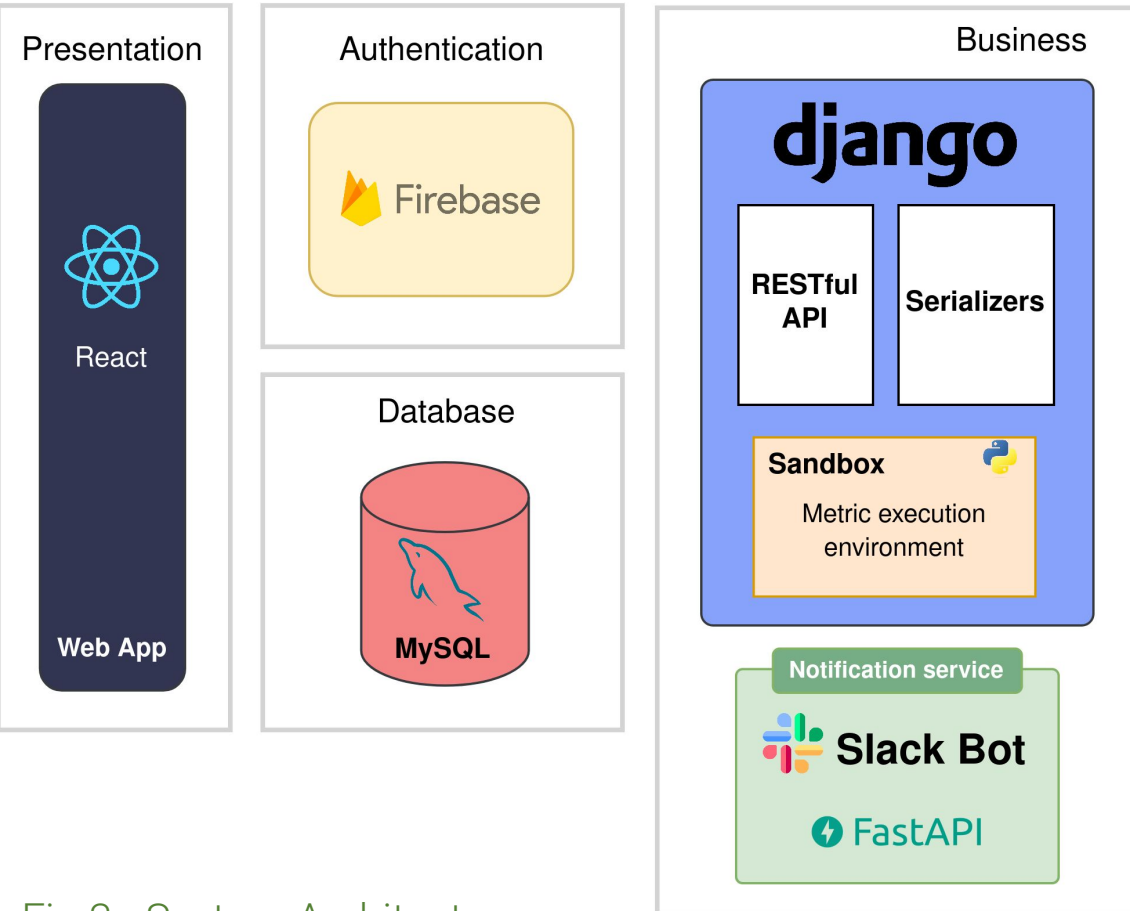 Presentation
React
Web App
Authentication
Firebase
Database
MySQL
Business
django
RESTful
API
Serializers
Sandbox
Metric execution
environment
Notification service
Slack Bot
FastAPI